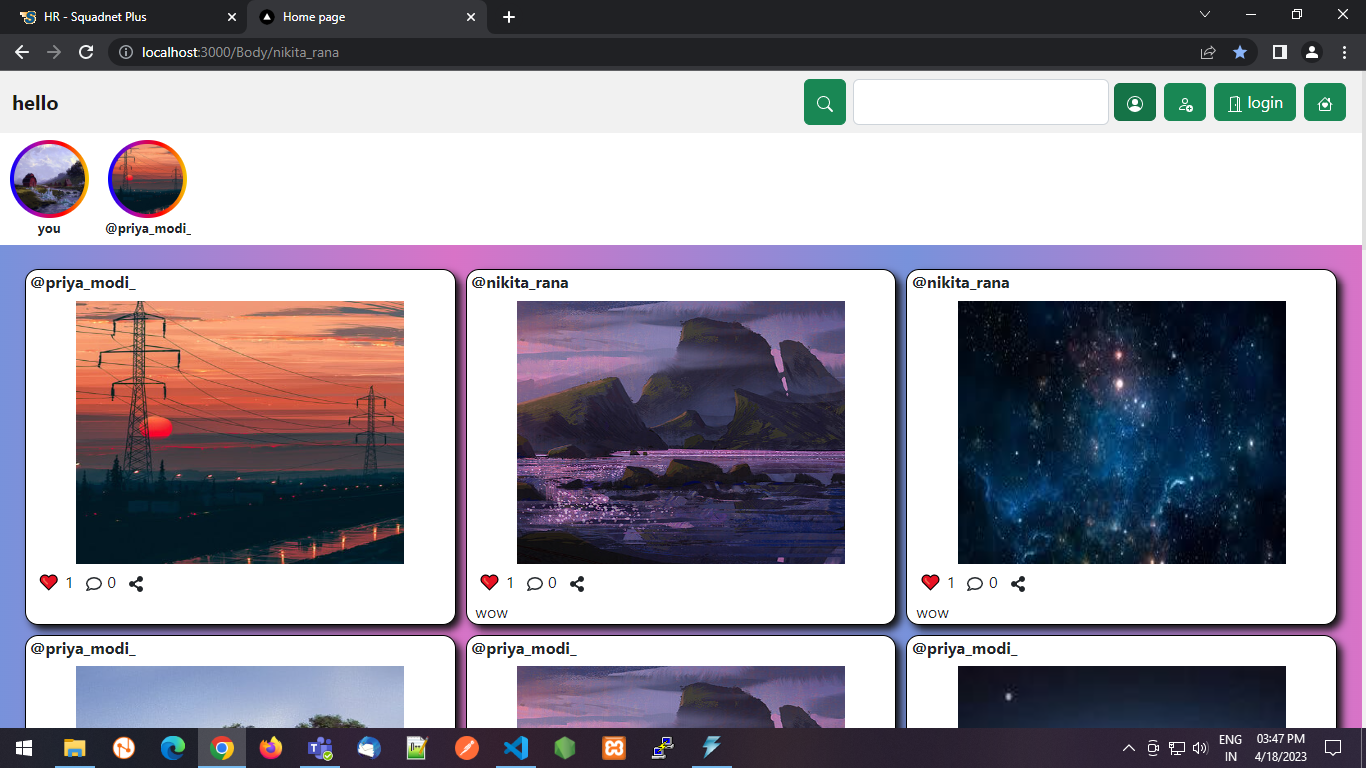 HR - Squadnet Plus
Home page
localhost:3000/Body/nikita_rana
hello
login
you
@priya_modi_
@priya_modi_
@nikita_rana
@nikita_rana
1 0
1 0
1 0
wow
wow
@priya_modi_
@priya_modi_
@priya_modi_
ENG
IN
03:47 PM
4/18/2023